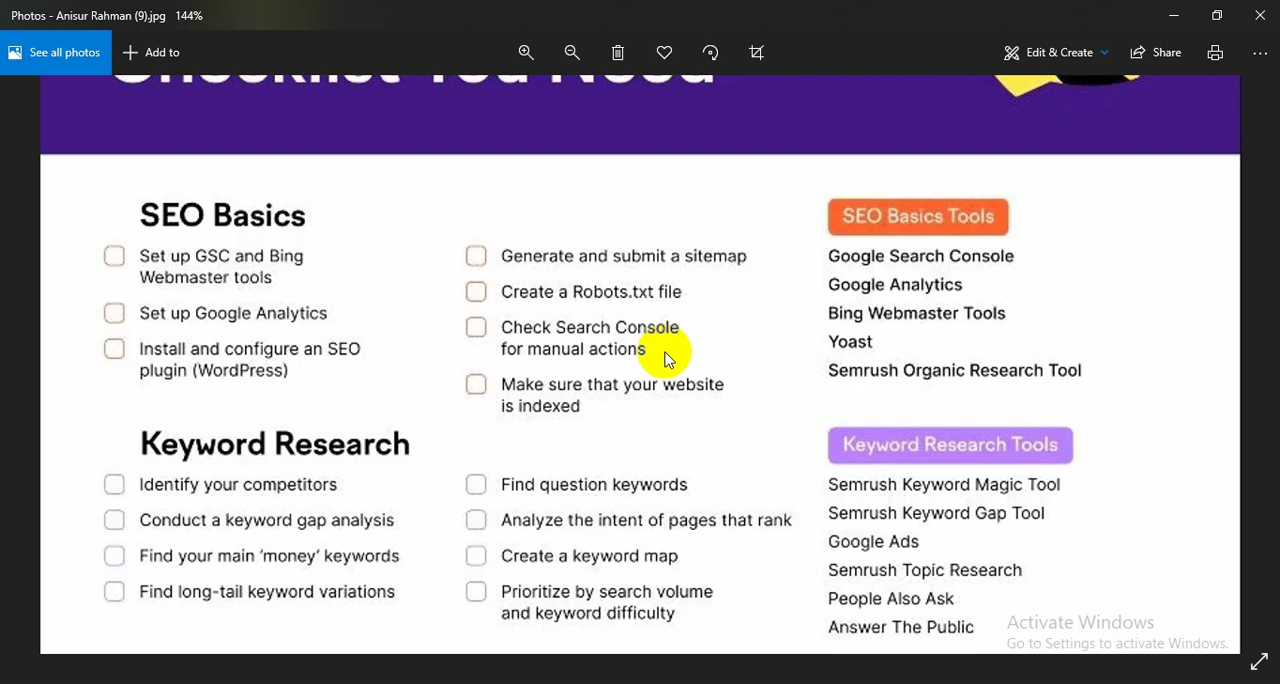 Photos - Anisur Rahman (9).jpg 144%
See all photos
Add to
Edit & Create
Share
Checklist You Need
SEO Basics
Set up GSC and Bing
Webmaster tools
Set up Google Analytics
Install and configure an SEO
plugin (WordPress)
Generate and submit a sitemap
Create a Robots.txt file
Check Search Console
for manual actions
Make sure that your website
is indexed
SEO Basics Tools
Google Search Console
Google Analytics
Bing Webmaster Tools
Yoast
Semrush Organic Research Tool
Keyword Research
Identify your competitors
Conduct a keyword gap analysis
Find your main 'money' keywords
Find long-tail keyword variations
Find question keywords
Analyze the intent of pages that rank
Create a keyword map
Prioritize by search volume
and keyword difficulty
Keyword Research Tools
Semrush Keyword Magic Tool
Semrush Keyword Gap Tool
Google Ads
Semrush Topic Research
People Also Ask
Answer The Public
Activate Windows
Go to Settings to activate Windows.